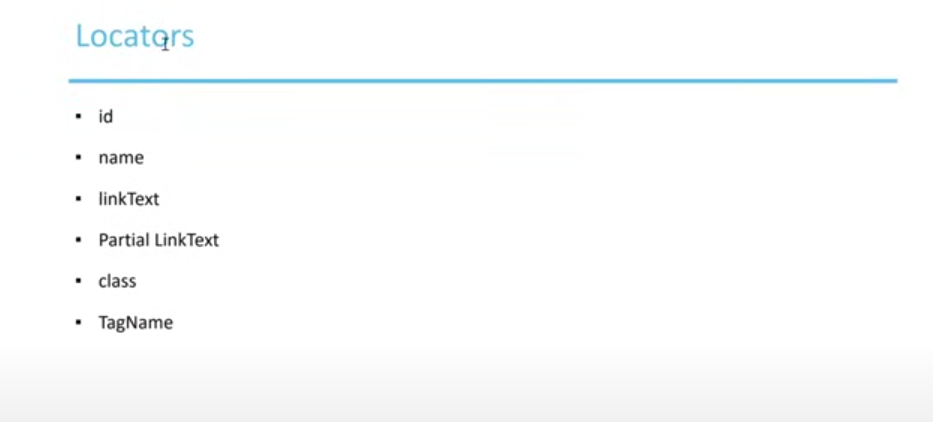 Locators
▪ id
▪ name
▪ linkText
▪ Partial LinkText
▪ class
▪ TagName